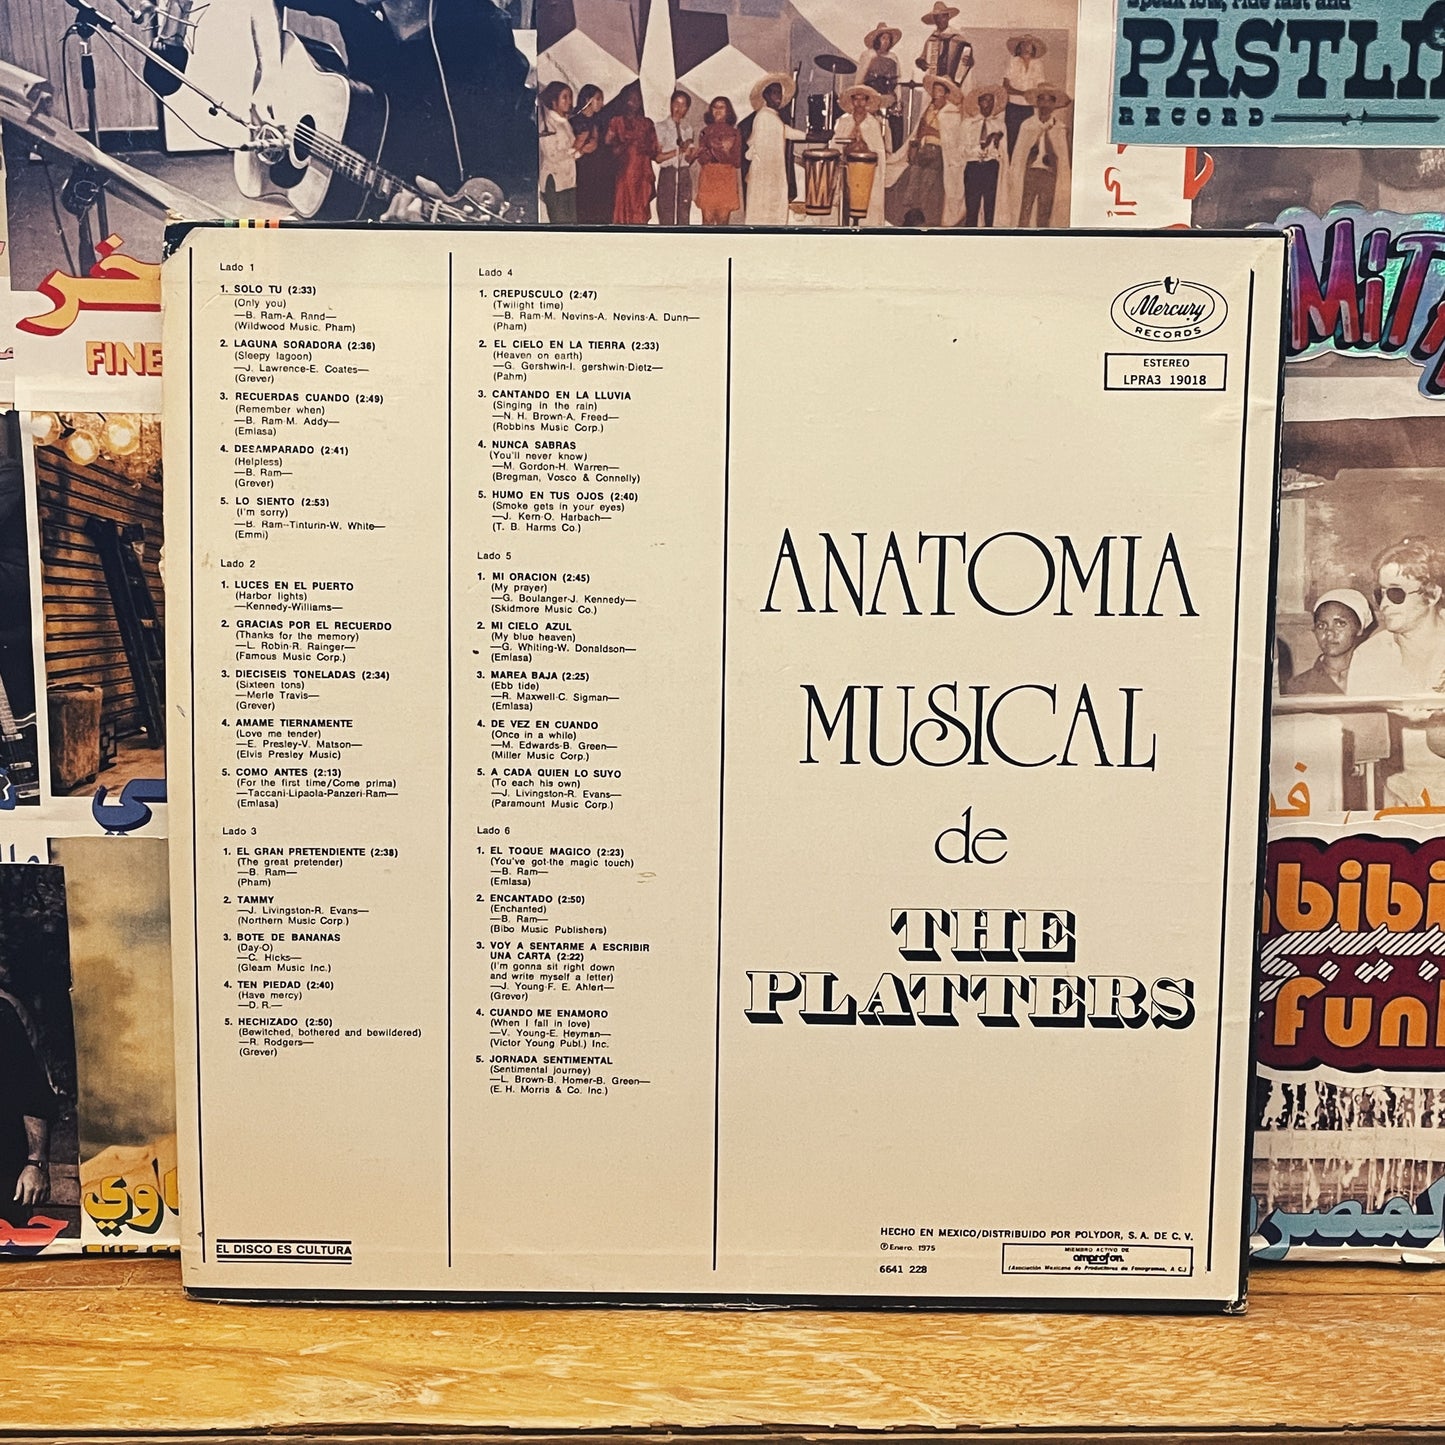 Speak low, ride fast and
PASTLI
RECORD
FINE
Lado 1
1. SOLO TU (2:33)
(Only you)
—B. Ram-A. Rand—
(Wildwood Music. Pham)
2. LAGUNA SOÑADORA (2:36)
(Sleepy lagoon)
—J. Lawrence-E. Coates—
(Grever)
3. RECUERDAS CUANDO (2:49)
(Remember when)
—B. Ram-M. Addy—
(Emlasa)
4. DESAMPARADO (2:41)
(Helpless)
—B. Ram—
(Grever)
5. LO SIENTO (2:53)
(I'm sorry)
—B. Ram--Tinturin-W. White—
(Emmi)
Lado 2
1. LUCES EN EL PUERTO
(Harbor lights)
—Kennedy-Williams—
2. GRACIAS POR EL RECUERDO
(Thanks for the memory)
—L. Robin-R. Rainger—
(Famous Music Corp.)
3. DIECISEIS TONELADAS (2:34)
(Sixteen tons)
—Merle Travis—
(Grever)
4. AMAME TIERNAMENTE
(Love me tender)
—E. Presley-V. Matson—
(Elvis Presley Music)
5. COMO ANTES (2:13)
(For the first time/Come prima)
—Taccani-Lipaola-Panzeri-Ram—
(Emlasa)
Lado 3
1. EL GRAN PRETENDIENTE (2:38)
(The great pretender)
—B. Ram—
(Pham)
2. TAMMY
—J. Livingston-R. Evans—
(Northern Music Corp.)
3. BOTE DE BANANAS
(Day-O)
—C. Hicks—
(Gleam Music Inc.)
4. TEN PIEDAD (2:40)
(Have mercy)
—D. R.—
5. HECHIZADO (2:50)
(Bewitched, bothered and bewildered)
—R. Rodgers—
(Grever)
EL DISCO ES CULTURA
Lado 4
1. CREPUSCULO (2:47)
(Twilight time)
—B. Ram-M. Nevins-A. Nevins-A. Dunn—
(Pham)
2. EL CIELO EN LA TIERRA (2:33)
(Heaven on earth)
—G. Gershwin-I. gershwin-Dietz—
(Pahm)
3. CANTANDO EN LA LLUVIA
(Singing in the rain)
—N. H. Brown-A. Freed—
(Robbins Music Corp.)
4. NUNCA SABRAS
(You'll never know)
—M. Gordon-H. Warren—
(Bregman, Vosco & Connelly)
5. HUMO EN TUS OJOS (2:40)
(Smoke gets in your eyes)
—J. Kern-O. Harbach—
(T. B. Harms Co.)
Lado 5
1. MI ORACION (2:45)
(My prayer)
—G. Boulanger-J. Kennedy—
(Skidmore Music Co.)
2. MI CIELO AZUL
(My blue heaven)
—G. Whiting-W. Donaldson—
(Emlasa)
3. MAREA BAJA (2:25)
(Ebb tide)
—R. Maxwell-C. Sigman—
(Emlasa)
4. DE VEZ EN CUANDO
(Once in a while)
—M. Edwards-B. Green—
(Miller Music Corp.)
5. A CADA QUIEN LO SUYO
(To each his own)
—J. Livingston-R. Evans—
(Paramount Music Corp.)
Lado 6
1. EL TOQUE MAGICO (2:23)
(You've got-the magic touch)
—B. Ram—
(Emlasa)
2. ENCANTADO (2:50)
(Enchanted)
—B. Ram—
(Bibo Music Publishers)
3. VOY A SENTARME A ESCRIBIR
UNA CARTA (2:22)
(I'm gonna sit right down
and write myself a letter)
—J. Young-F. E. Ahlert—
(Grever)
4. CUANDO ME ENAMORO
(When I fall in love)
—V. Young-E. Heyman—
(Victor Young Publ.) Inc.
5. JORNADA SENTIMENTAL
(Sentimental journey)
—L. Brown-B. Homer-B. Green—
(E. H. Morris & Co. Inc.)
Mercury
RECORDS
ESTEREO
LPRA3 19018
ANATOMIA
MUSICAL
de
THE
PLATTERS
HECHO EN MEXICO/DISTRIBUIDO POR POLYDOR, S. A. DE C. V.
℗Enero. 1975
6641 228
MIEMBRO ACTIVO DE
amprofon.
(Asociación Mexicana de Productores de Fonogramas, A. C.)
abibi
funk